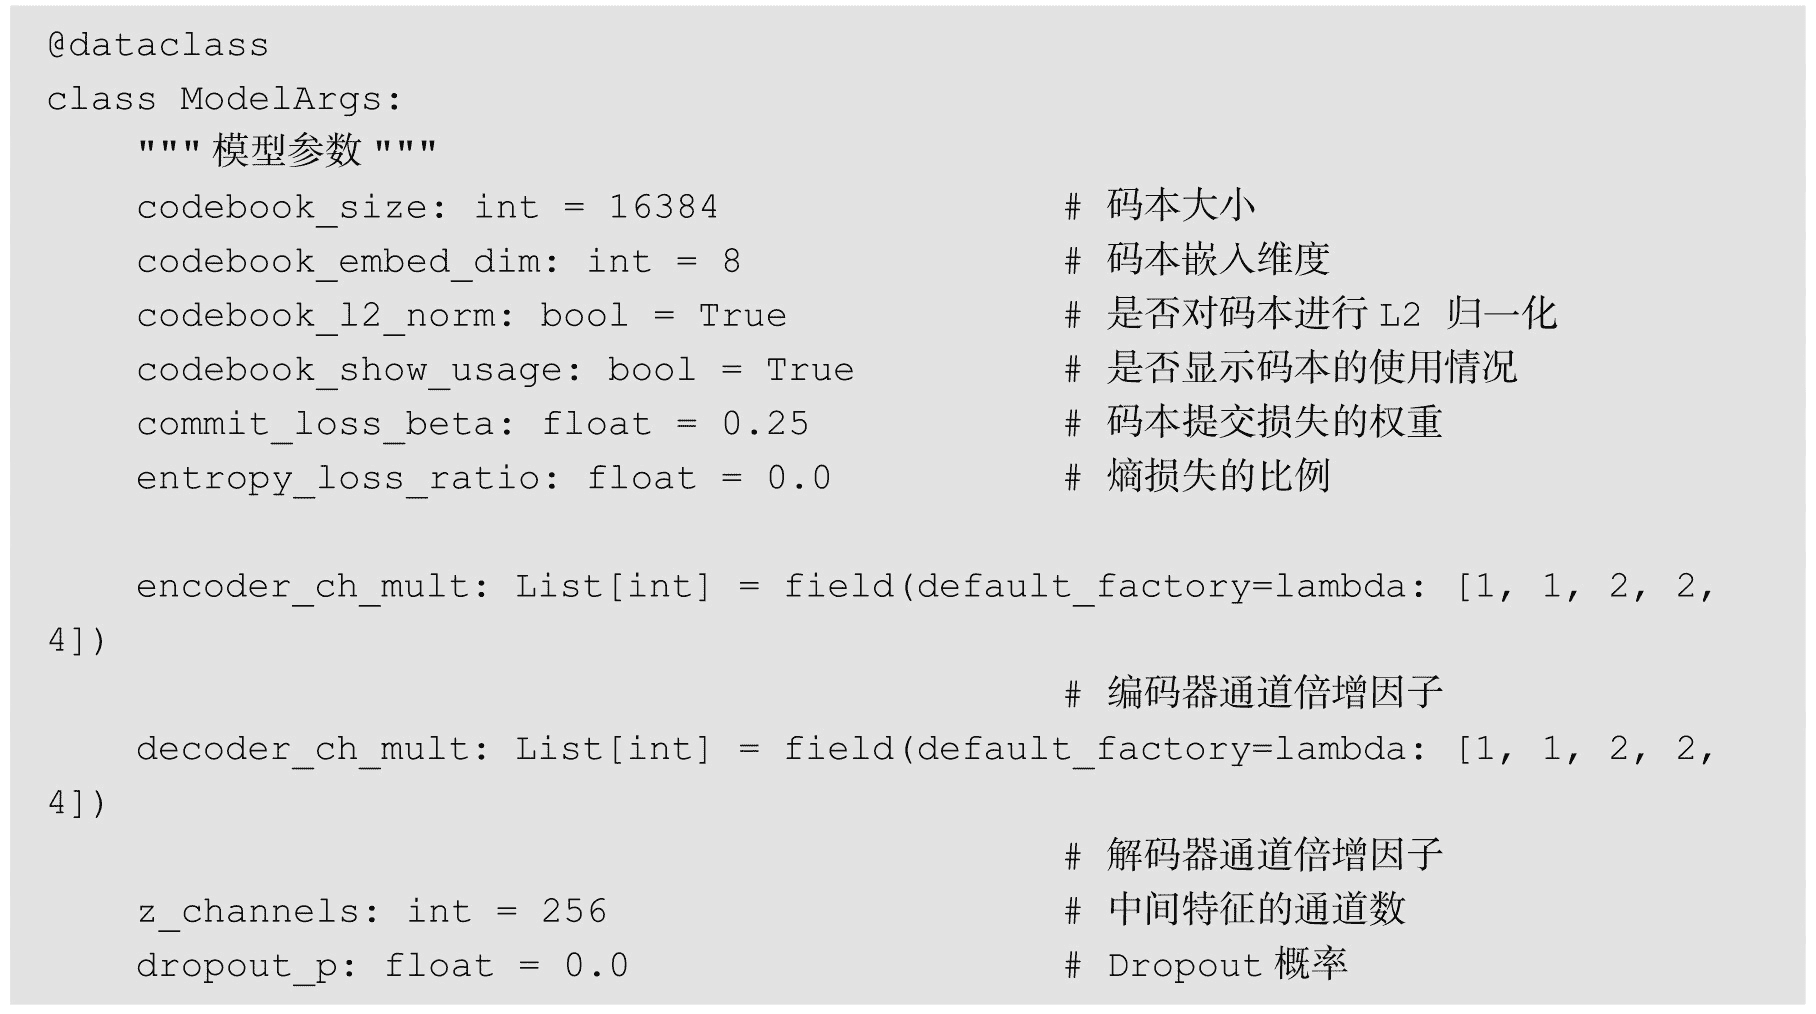 @dataclass
class ModelArgs:
    """ 模型参数 """
    codebook_size: int = 16384                # 码本大小
    codebook_embed_dim: int = 8               # 码本嵌入维度
    codebook_l2_norm: bool = True             # 是否对码本进行 L2 归一化
    codebook_show_usage: bool = True          # 是否显示码本的使用情况
    commit_loss_beta: float = 0.25            # 码本提交损失的权重
    entropy_loss_ratio: float = 0.0           # 熵损失的比例

    encoder_ch_mult: List[int] = field(default_factory=lambda: [1, 1, 2, 2,
4])
                                              # 编码器通道倍增因子
    decoder_ch_mult: List[int] = field(default_factory=lambda: [1, 1, 2, 2,
4])
                                              # 解码器通道倍增因子
    z_channels: int = 256                     # 中间特征的通道数
    dropout_p: float = 0.0                    # Dropout 概率